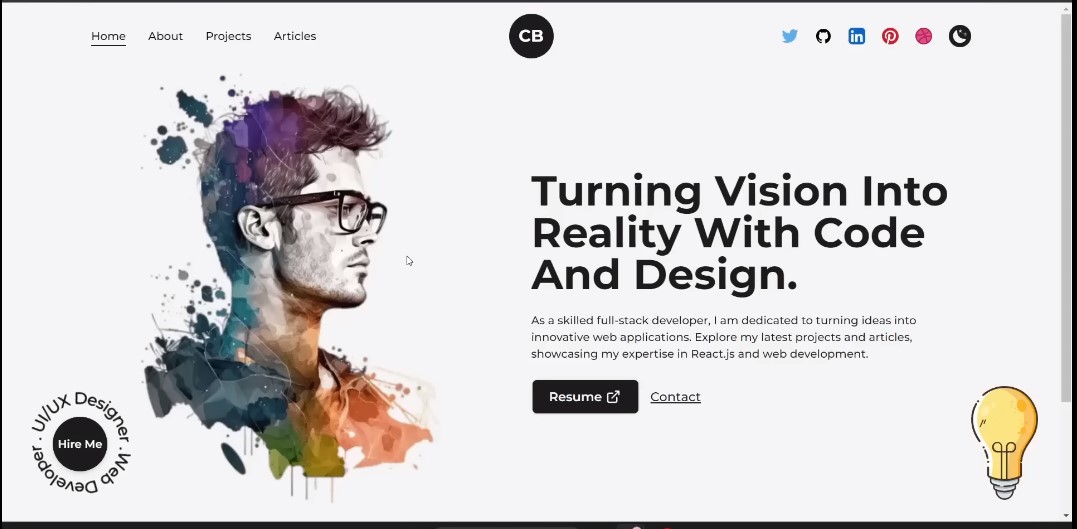 Home About Projects Articles
CB
in
Turning Vision Into
Reality With Code
And Design.
As a skilled full-stack developer, I am dedicated to turning ideas into
innovative web applications. Explore my latest projects and articles,
showcasing my expertise in React.js and web development.
Resume Contact
UI/UX Designer · Web Developer ·
Hire Me